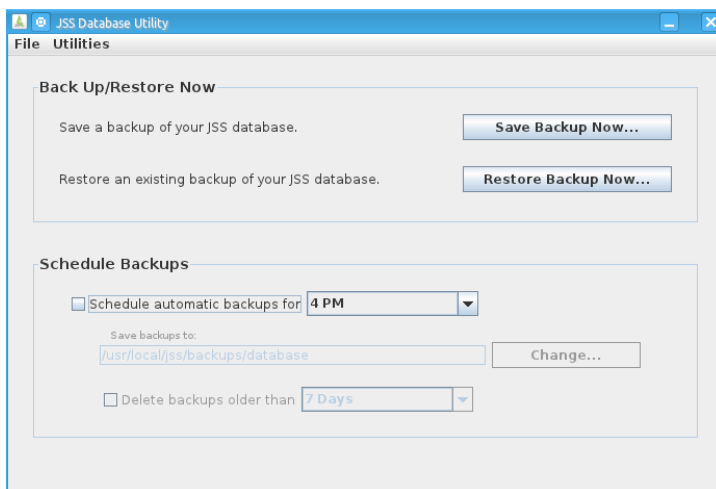 JSS Database Utility
File Utilities
Back Up/Restore Now
Save a backup of your JSS database.
Save Backup Now...
Restore an existing backup of your JSS database.
Restore Backup Now...
Schedule Backups
Schedule automatic backups for 4 PM
Save backups to:
/usr/local/jss/backups/database
Change...
Delete backups older than 7 Days